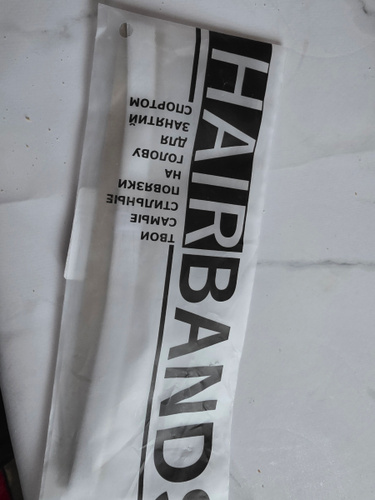 HAIRBANDS
ТВОИ
САМЫЕ
СТИЛЬНЫЕ
ПОВЯЗКИ
НА
ГОЛОВУ
ДЛЯ
ЗАНЯТИЙ
СПОРТОМ